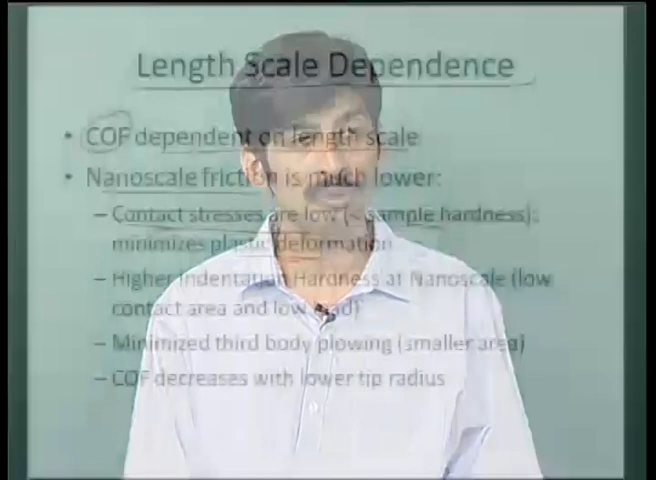 Length Scale Dependence
• COF dependent on length scale
• Nanoscale friction is much lower:
– Contact stresses are low (< sample hardness):
minimizes plastic deformation
– Higher Indentation Hardness at Nanoscale (low
contact area and low load)
– Minimized third body plowing (smaller area)
– COF decreases with lower tip radius